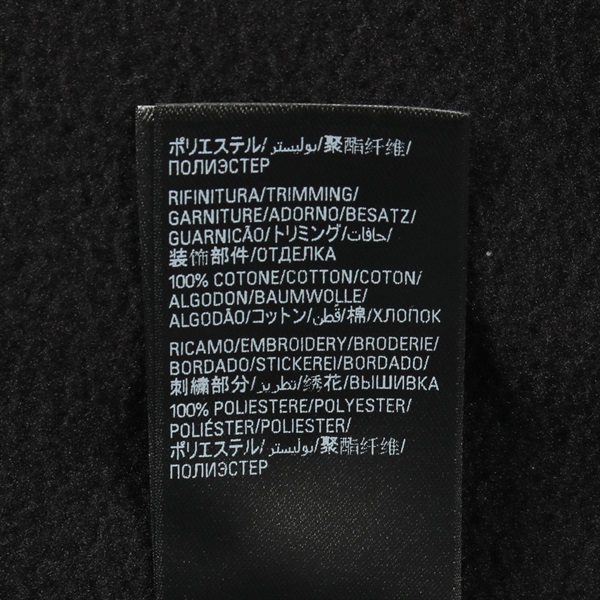 ポリエステル/بوليستر/聚酯纤维/
ПОЛИЭСТЕР
RIFINITURA/TRIMMING/
GARNITURE/ADORNO/BESATZ/
GUARNICÃO/トリミング/حافات/
装饰部件/ОТДЕЛКА
100% COTONE/COTTON/COTON/
ALGODON/BAUMWOLLE/
ALGODÃO/コットン/قطن/棉/ХЛОПОК
RICAMO/EMBROIDERY/BRODERIE/
BORDADO/STICKEREI/BORDADO/
刺繍部分/تطريز/绣花/ВЫШИВКА
100% POLIESTERE/POLYESTER/
POLIÉSTER/POLIESTER/
ポリエステル/بوليستر/聚酯纤维/
ПОЛИЭСТЕР